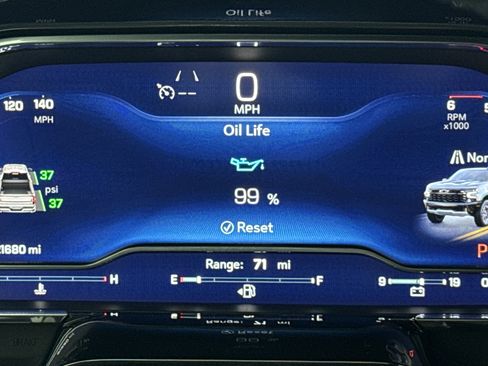 Oil Life
0
MPH
120 140
MPH
Oil Life
6
RPM
x1000
37
psi
37
99 %
Reset
1680 mi
Range: 71 mi
H
E F
9 19
P